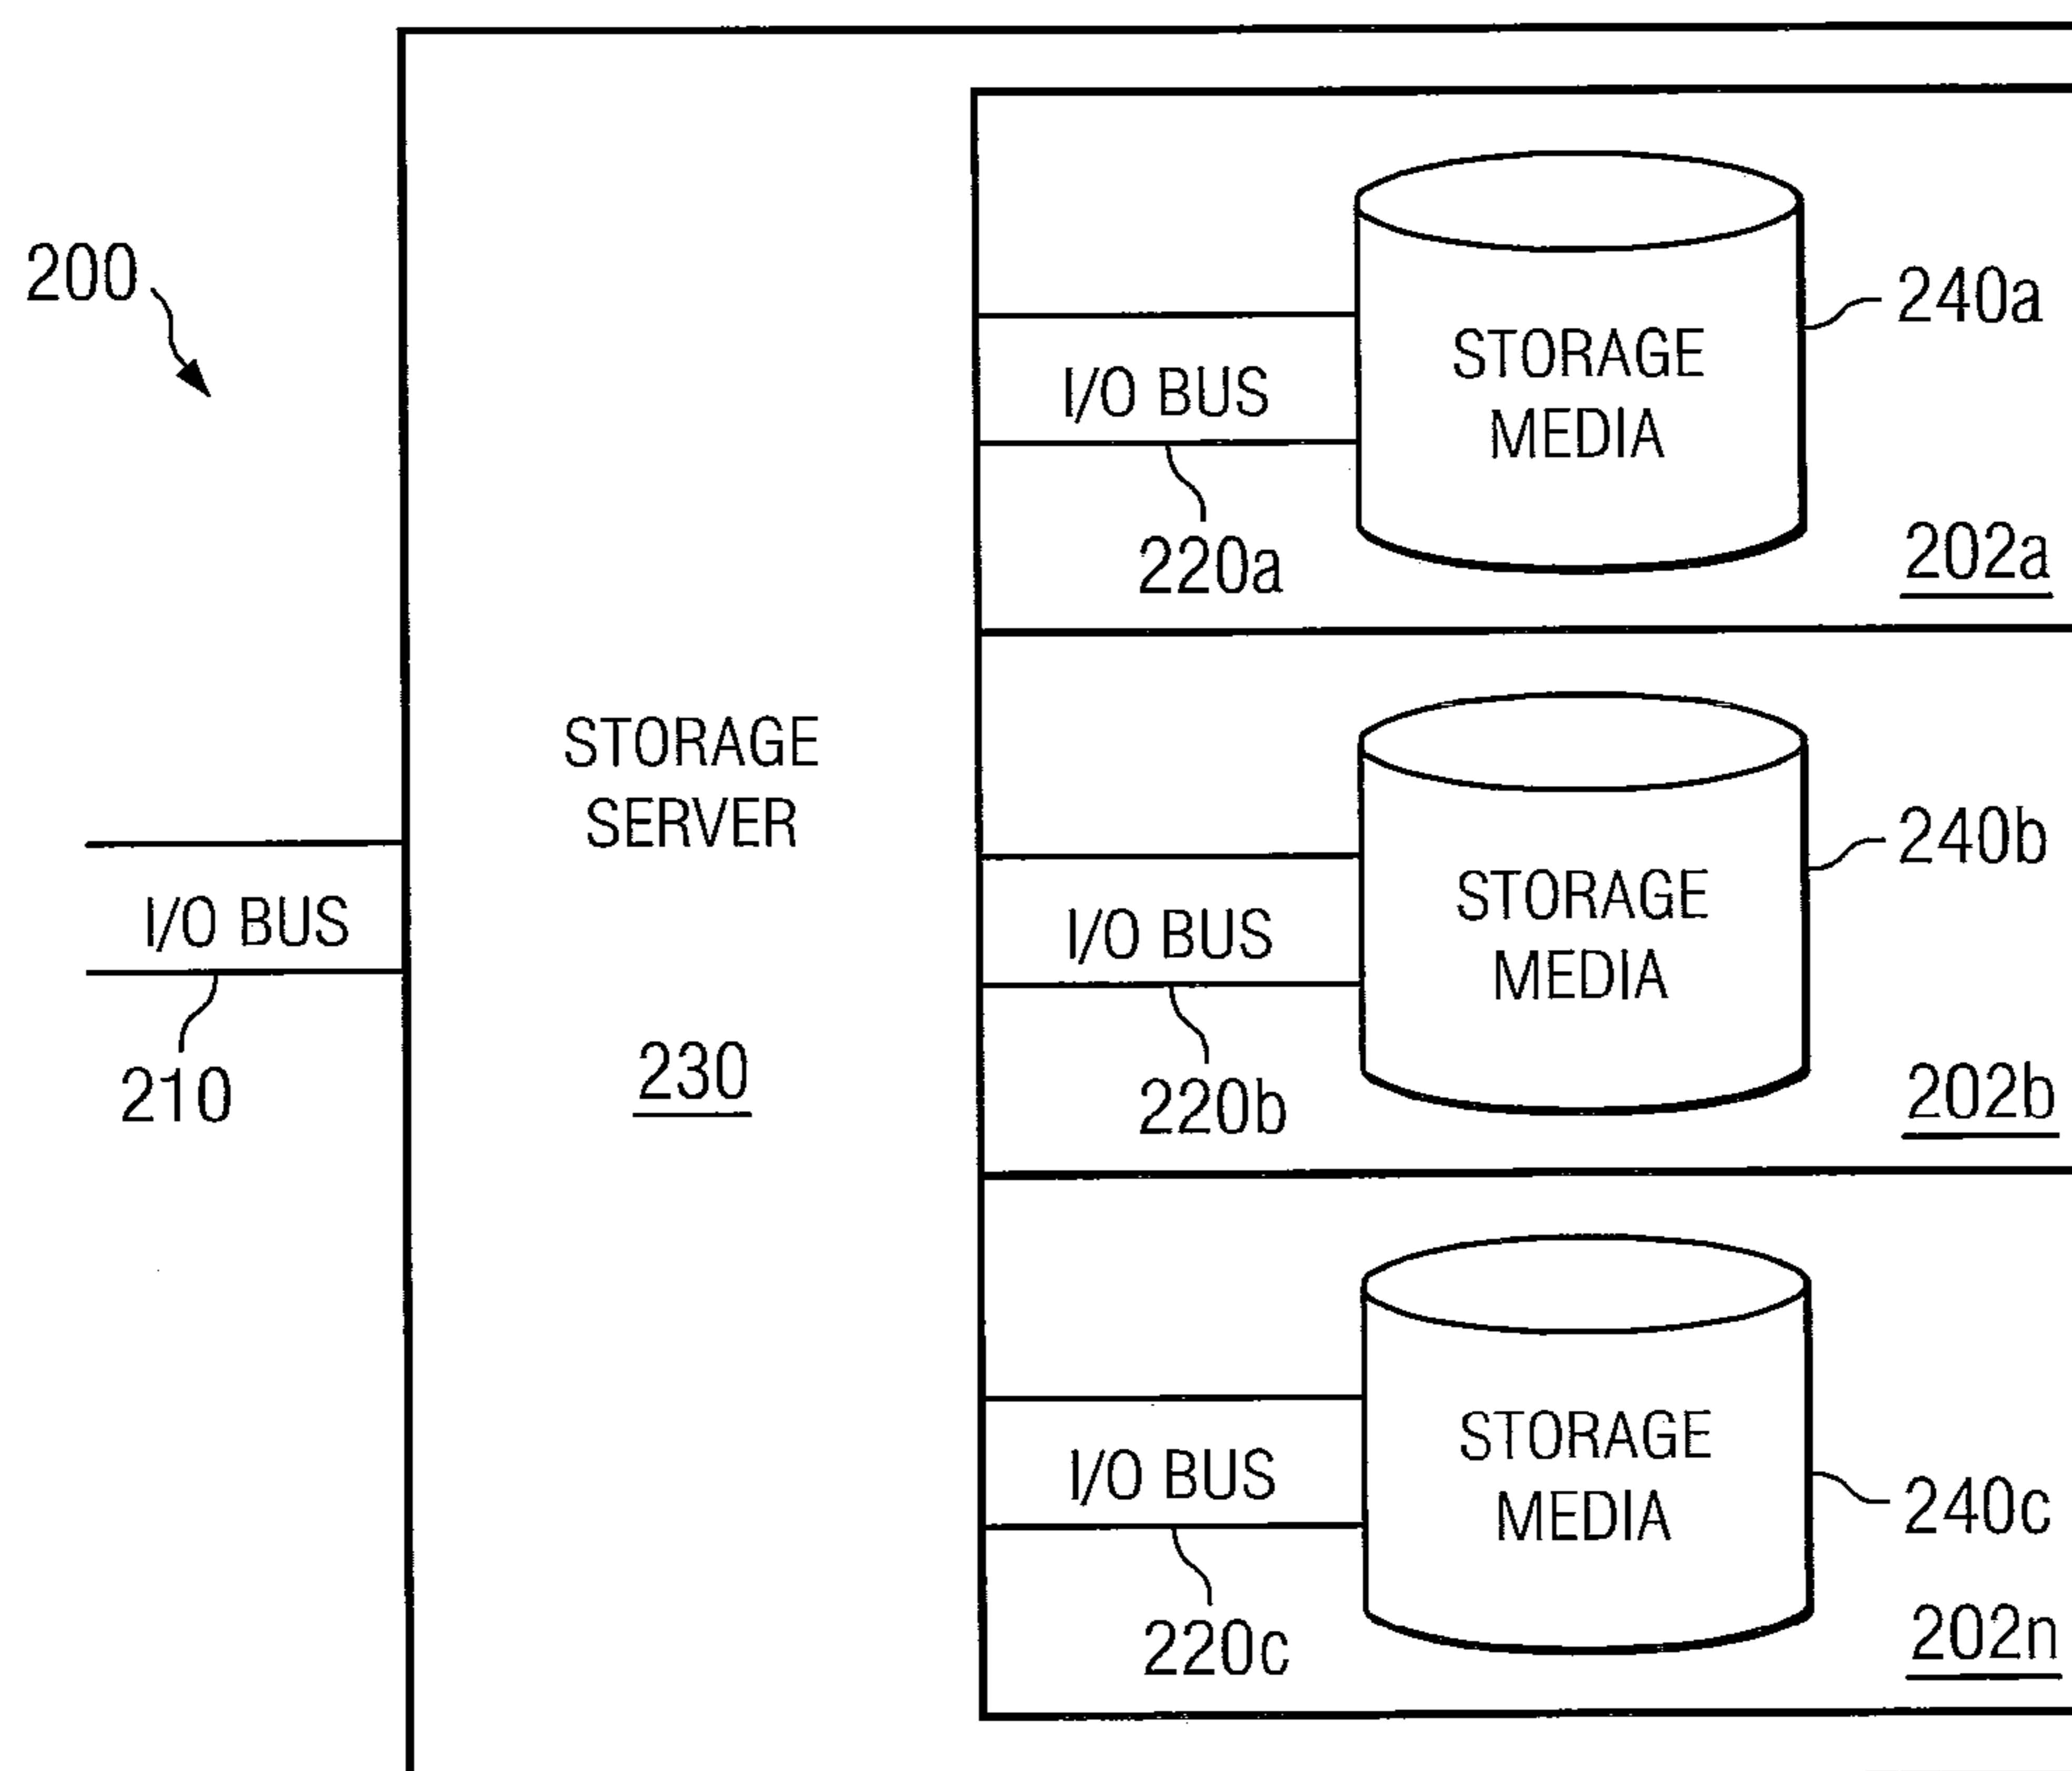 200
240a
STORAGE
MEDIA
I/O BUS
220a
202a
STORAGE
SERVER
240b
STORAGE
MEDIA
I/O BUS
I/O BUS
230
210
220b
202b
STORAGE
MEDIA
I/O BUS
240c
220c
202n